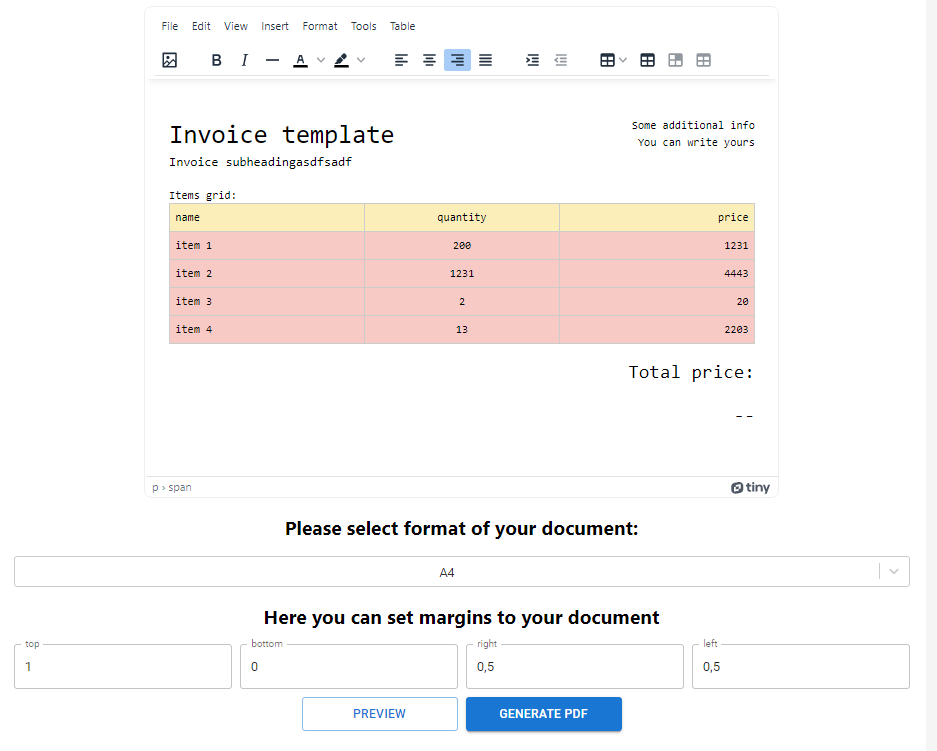 File Edit View Insert Format Tools Table
B I A
Invoice template
Some additional info
You can write yours
Invoice subheadingasdfsadf
Items grid:
name quantity price
item 1 200 1231
item 2 1231 4443
item 3 2 20
item 4 13 2203
Total price:
--
p › span tiny
Please select format of your document:
A4
Here you can set margins to your document
top bottom right left
1 0 0,5 0,5
PREVIEW GENERATE PDF